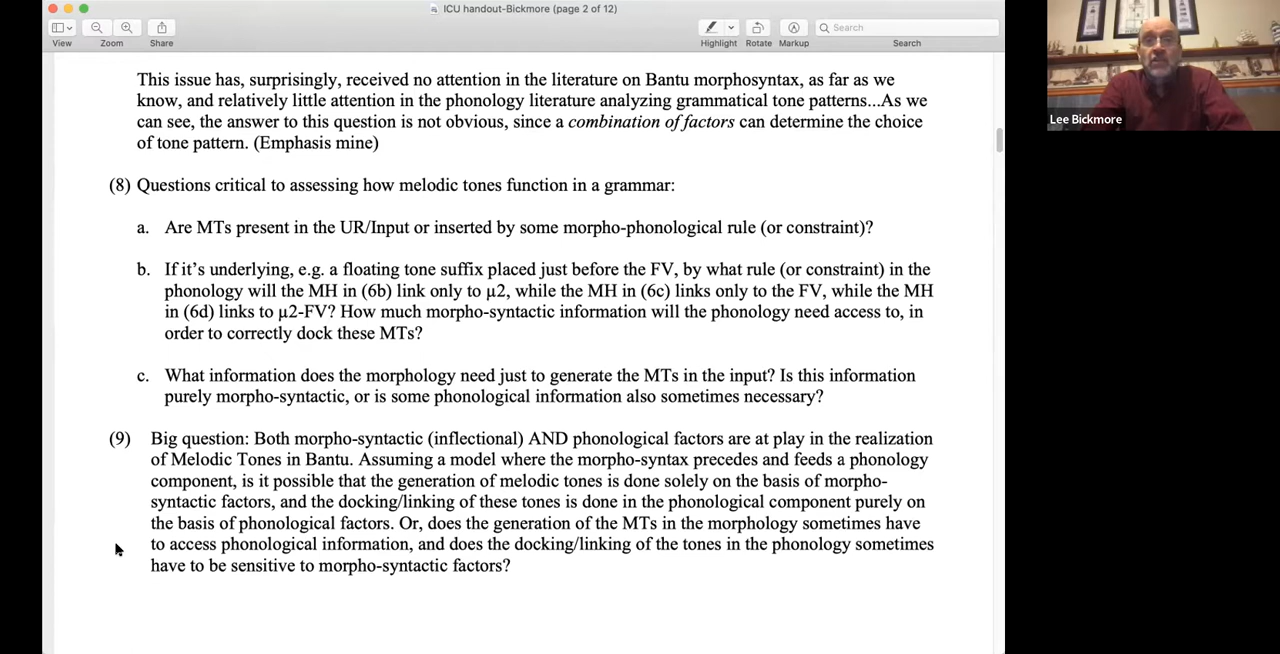 ICU handout-Bickmore (page 2 of 12)
View
Zoom
Share
Highlight
Rotate
Markup
Search
Search
This issue has, surprisingly, received no attention in the literature on Bantu morphosyntax, as far as we
know, and relatively little attention in the phonology literature analyzing grammatical tone patterns...As we
can see, the answer to this question is not obvious, since a combination of factors can determine the choice
of tone pattern. (Emphasis mine)
(8) Questions critical to assessing how melodic tones function in a grammar:
a. Are MTs present in the UR/Input or inserted by some morpho-phonological rule (or constraint)?
b. If it's underlying, e.g. a floating tone suffix placed just before the FV, by what rule (or constraint) in the
phonology will the MH in (6b) link only to µ2, while the MH in (6c) links only to the FV, while the MH
in (6d) links to µ2-FV? How much morpho-syntactic information will the phonology need access to, in
order to correctly dock these MTs?
c. What information does the morphology need just to generate the MTs in the input? Is this information
purely morpho-syntactic, or is some phonological information also sometimes necessary?
(9) Big question: Both morpho-syntactic (inflectional) AND phonological factors are at play in the realization
of Melodic Tones in Bantu. Assuming a model where the morpho-syntax precedes and feeds a phonology
component, is it possible that the generation of melodic tones is done solely on the basis of morpho-
syntactic factors, and the docking/linking of these tones is done in the phonological component purely on
the basis of phonological factors. Or, does the generation of the MTs in the morphology sometimes have
to access phonological information, and does the docking/linking of the tones in the phonology sometimes
have to be sensitive to morpho-syntactic factors?
Lee Bickmore